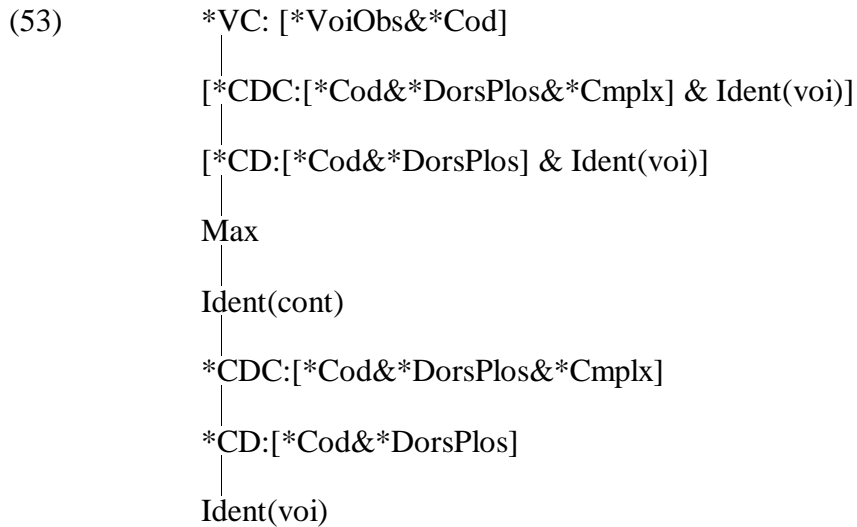 (53) *VC: [*VoiObs&*Cod]
[*CDC:[*Cod&*DorsPlos&*Cmplx] & Ident(voi)]
[*CD:[*Cod&*DorsPlos] & Ident(voi)]
Max
Ident(cont)
*CDC:[*Cod&*DorsPlos&*Cmplx]
*CD:[*Cod&*DorsPlos]
Ident(voi)